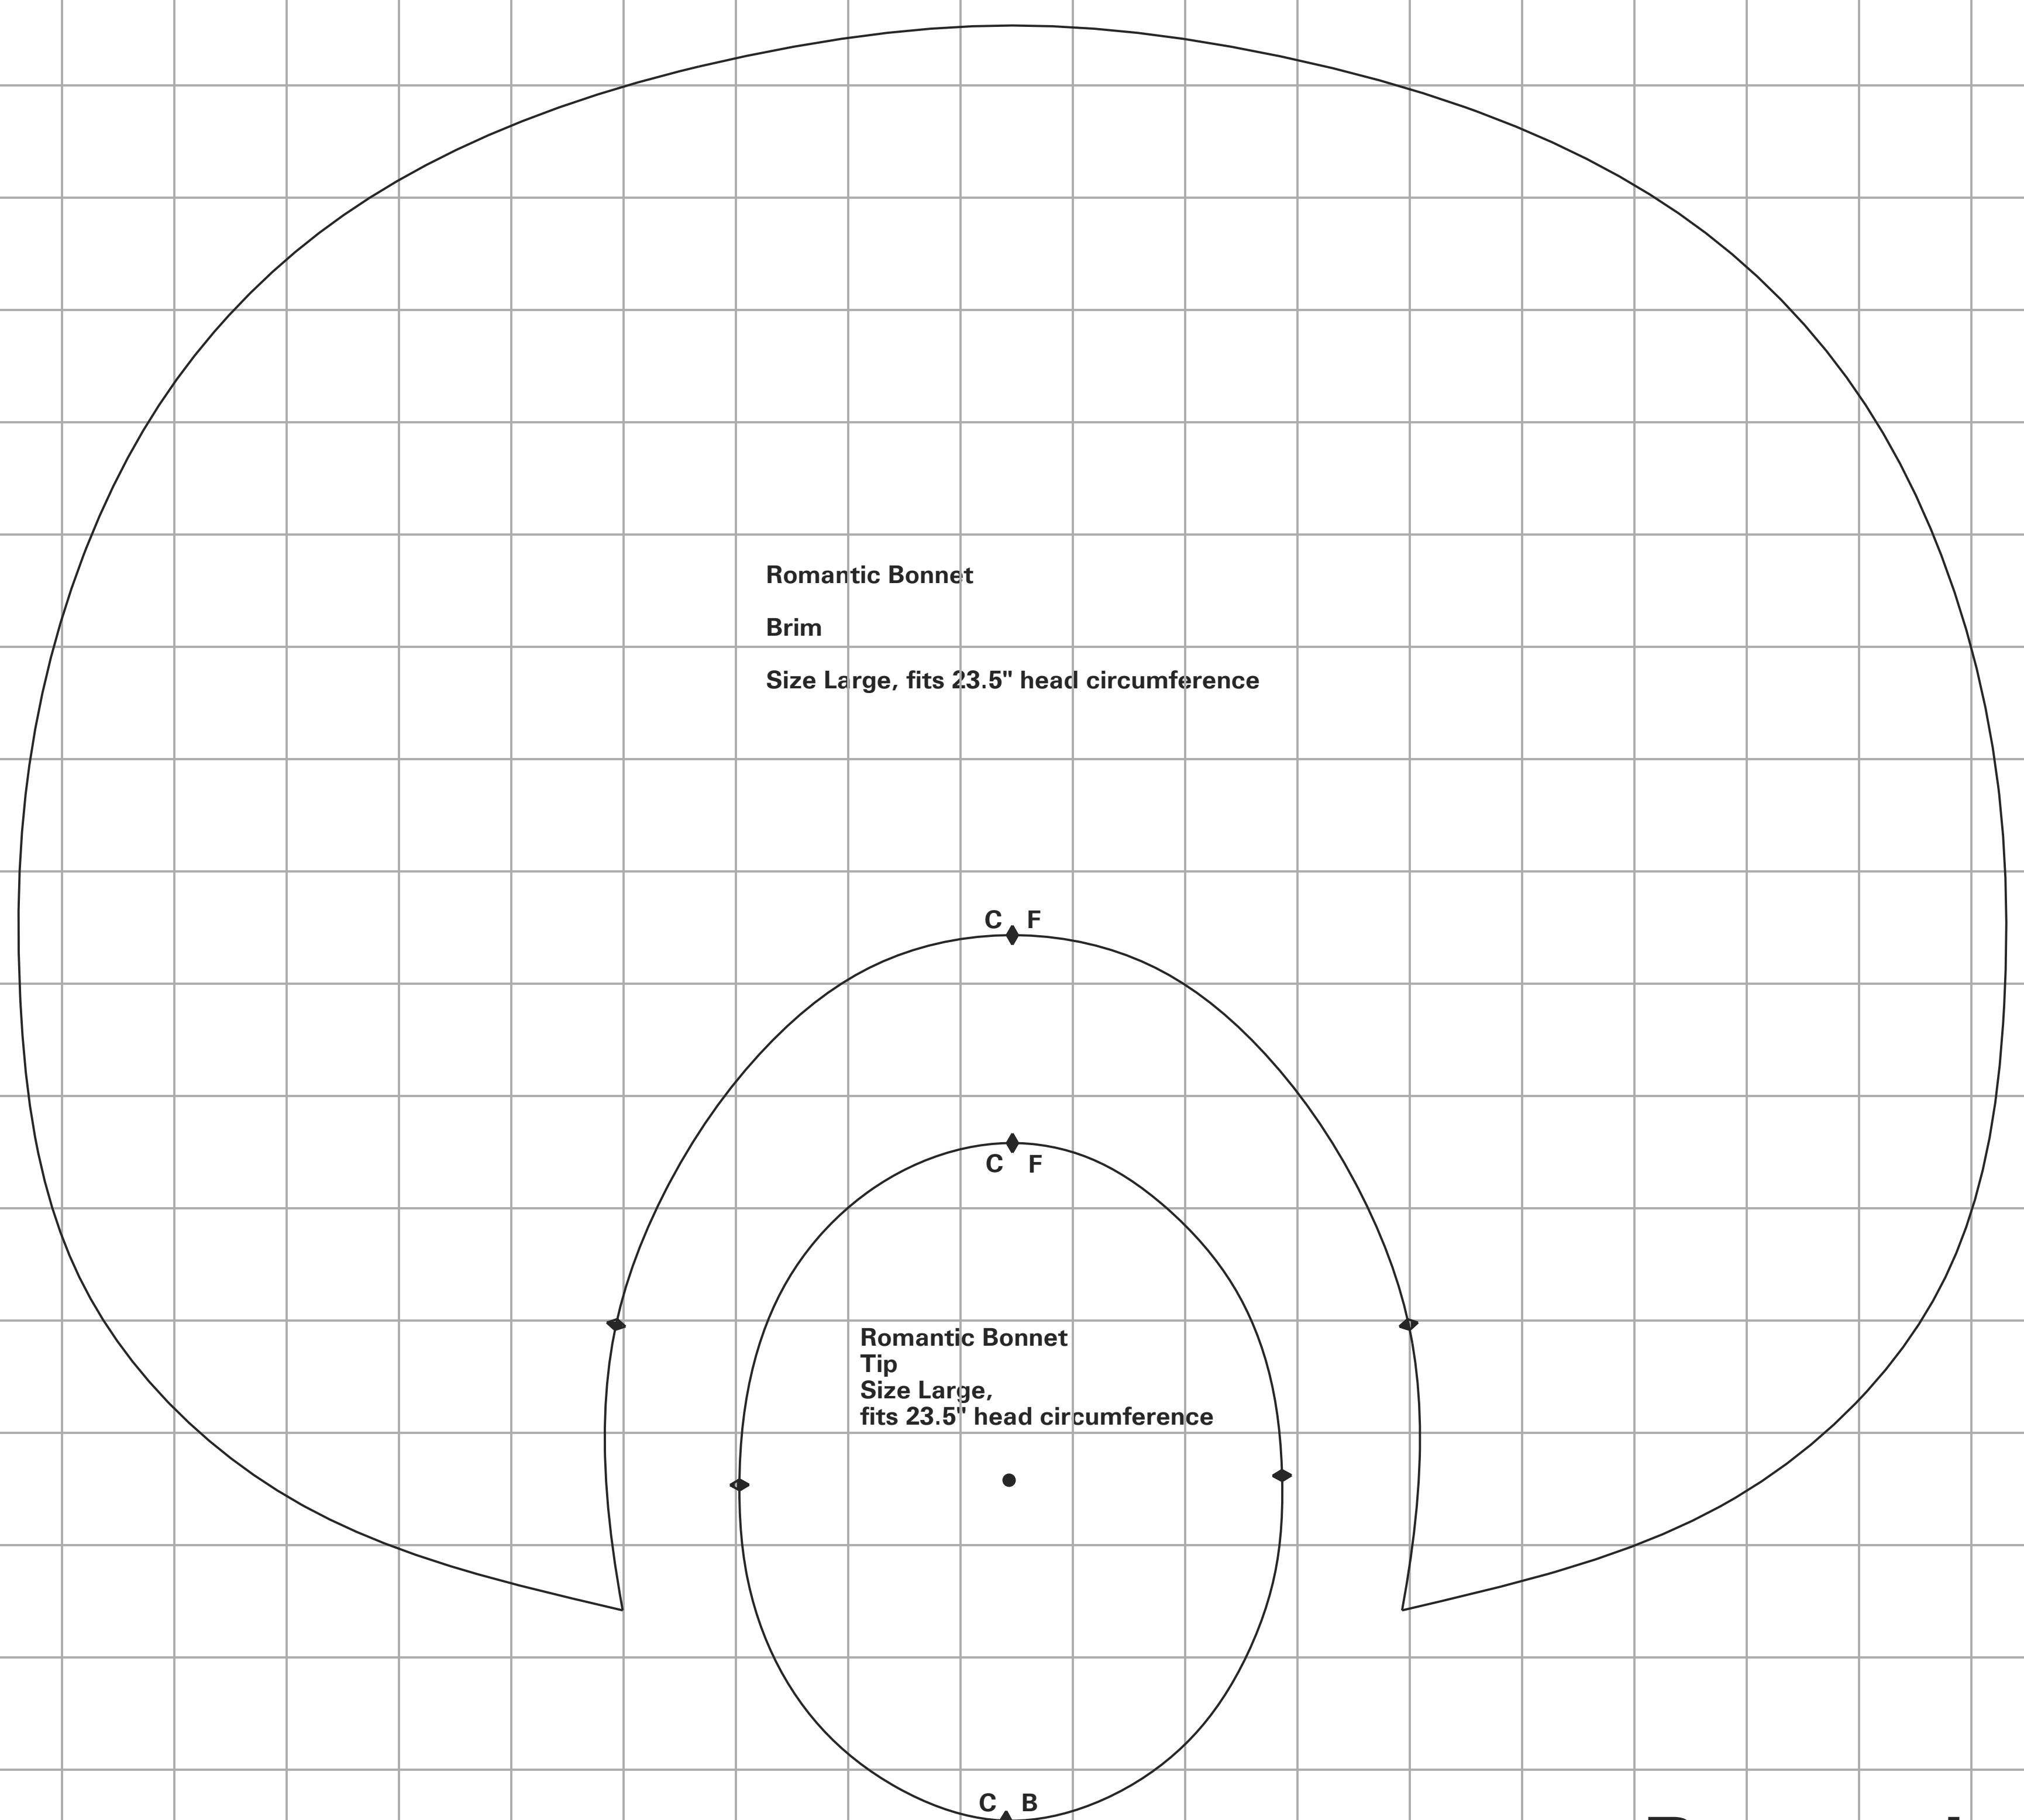 Romantic Bonnet
Brim
Size Large, fits 23.5" head circumference
C F
C F
Romantic Bonnet
Tip
Size Large,
fits 23.5" head circumference
C B